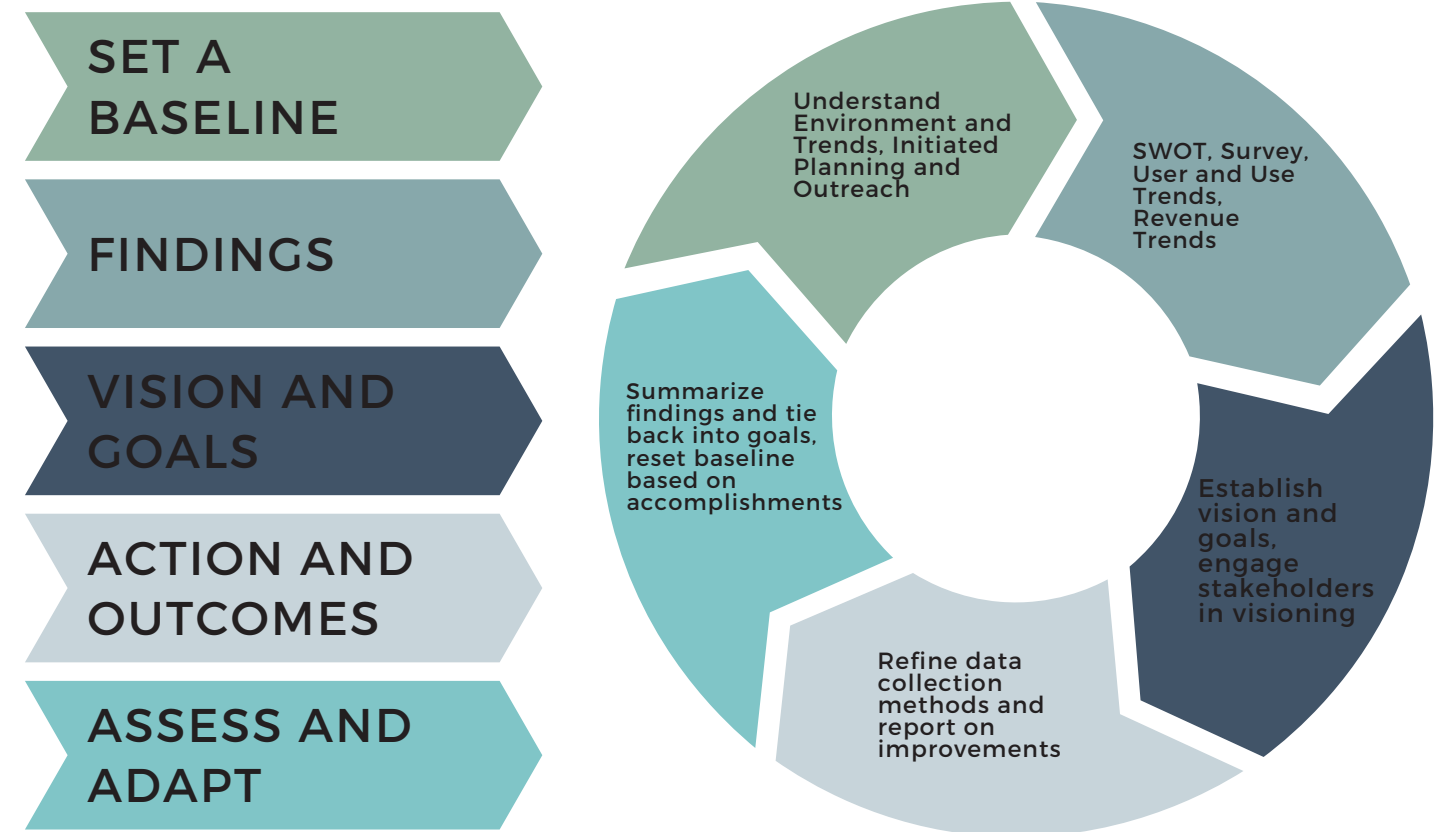 SET A
BASELINE
FINDINGS
VISION AND
GOALS
ACTION AND
OUTCOMES
ASSESS AND
ADAPT
Understand
Environment and
Trends, Initiated
Planning and
Outreach
SWOT, Survey,
User and Use
Trends,
Revenue
Trends
Establish
vision and
goals,
engage
stakeholders
in visioning
Refine data
collection
methods and
report on
improvements
Summarize
findings and tie
back into goals,
reset baseline
based on
accomplishments